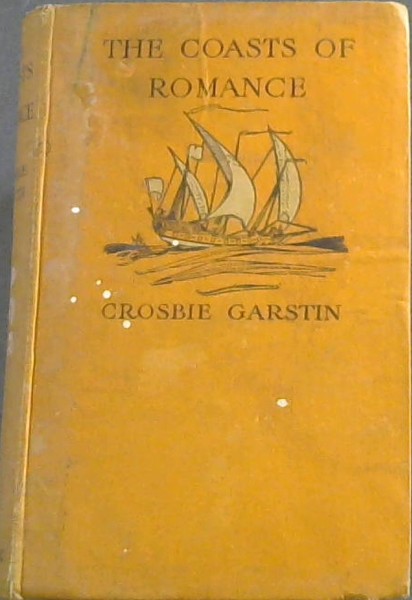 THE COASTS OF
ROMANCE
CROSBIE GARSTIN